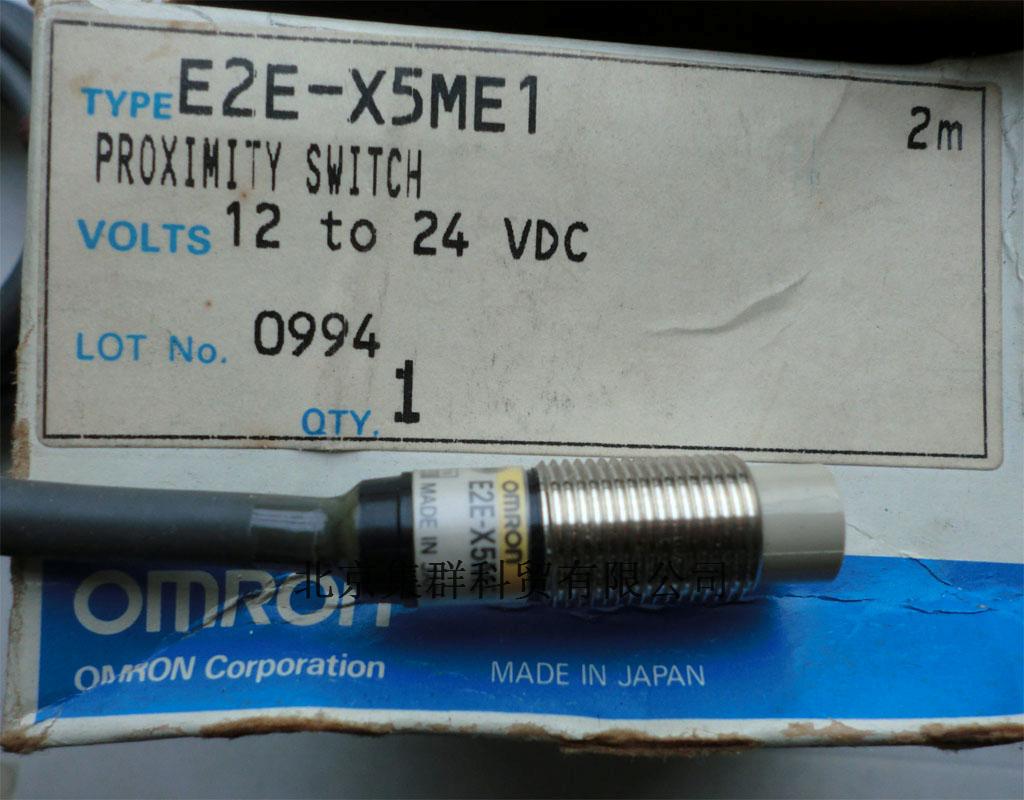 TYPE E2E-X5ME1
2m
PROXIMITY SWITCH
VOLTS 12 to 24 VDC
LOT No. 0994
QTY. 1
OMRON
E2E-X5
MADE IN
北京集群科贸有限公司
OMRON
OMRON Corporation
MADE IN JAPAN